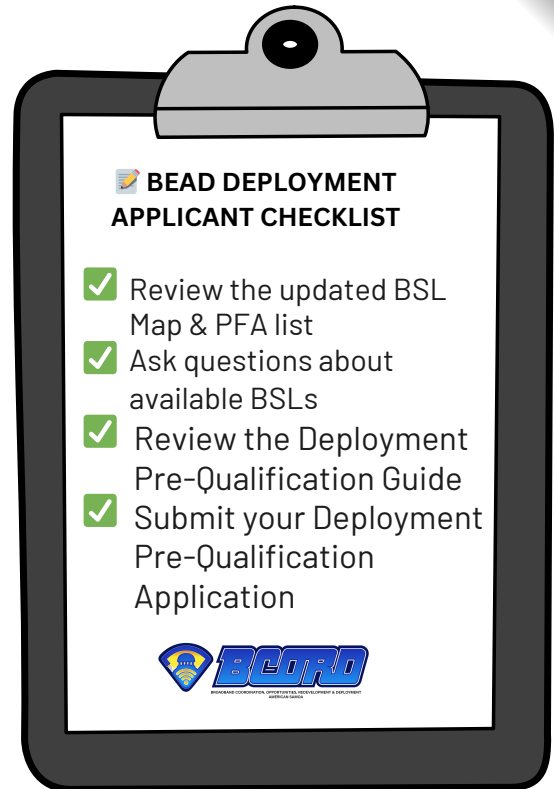 📝 BEAD DEPLOYMENT
APPLICANT CHECKLIST
✅ Review the updated BSL
Map & PFA list
✅ Ask questions about
available BSLs
✅ Review the Deployment
Pre-Qualification Guide
✅ Submit your Deployment
Pre-Qualification
Application
BCORD
BROADBAND COORDINATION, OPPORTUNITIES, REDEVELOPMENT & DEPLOYMENT
AMERICAN SAMOA